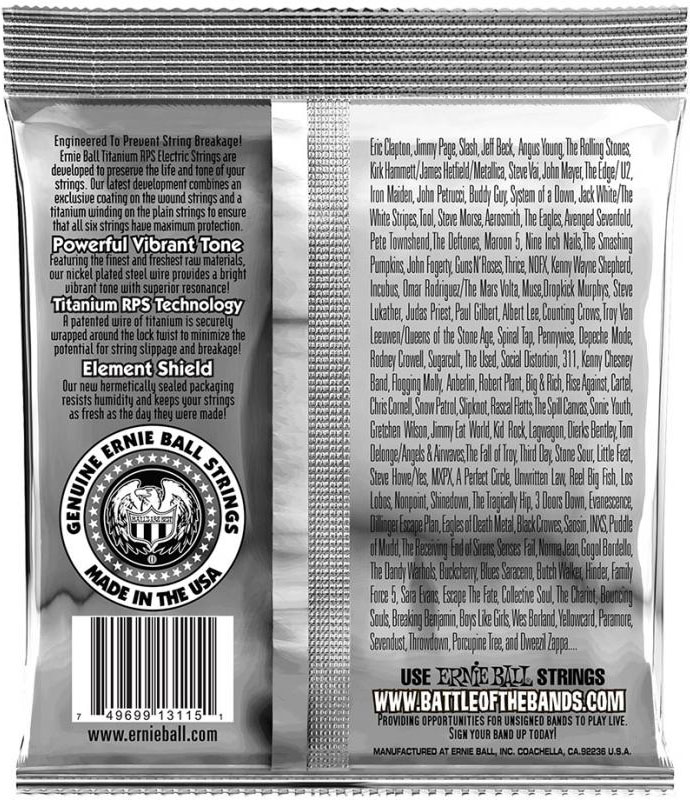 Engineered To Prevent String Breakage!
Ernie Ball Titanium RPS Electric Strings are
developed to preserve the life and tone of your
strings. Our latest development combines an
exclusive coating on the wound strings and a
titanium winding on the plain strings to ensure
that all six strings have maximum protection.
Powerful Vibrant Tone
Featuring the finest and freshest raw materials,
our nickel plated steel wire provides a bright
vibrant tone with superior resonance!
Titanium RPS Technology
A patented wire of titanium is securely
wrapped around the lock twist to minimize the
potential for string slippage and breakage!
Element Shield
Our new hermetically sealed packaging
resists humidity and keeps your strings
as fresh as the day they were made!
GENUINE ERNIE BALL STRINGS
MADE IN THE USA
7 49699 13115 1
www.ernieball.com
Eric Clapton, Jimmy Page, Slash, Jeff Beck, Angus Young, The Rolling Stones,
Kirk Hammett/James Hetfield/Metallica, Steve Vai, John Mayer, The Edge/ U2,
Iron Maiden, John Petrucci, Buddy Guy, System of a Down, Jack White/The
White Stripes, Tool, Steve Morse, Aerosmith, The Eagles, Avenged Sevenfold,
Pete Townshend, The Deftones, Maroon 5, Nine Inch Nails, The Smashing
Pumpkins, John Fogerty, Guns N' Roses, Thrice, NOFX, Kenny Wayne Shepherd,
Incubus, Omar Rodriguez/The Mars Volta, Muse, Dropkick Murphys, Steve
Lukather, Judas Priest, Paul Gilbert, Albert Lee, Counting Crows, Troy Van
Leeuwen/Queens of the Stone Age, Spinal Tap, Pennywise, Depeche Mode,
Rodney Crowell, Sugarcult, The Used, Social Distortion, 311, Kenny Chesney
Band, Flogging Molly, Anberlin, Robert Plant, Big & Rich, Rise Against, Cartel,
Chris Cornell, Snow Patrol, Slipknot, Rascal Flatts, The Spill Canvas, Sonic Youth,
Gretchen Wilson, Jimmy Eat World, Kid Rock, Lagwagon, Dierks Bentley, Tom
Delonge/Angels & Airwaves, The Fall of Troy, Third Day, Stone Sour, Little Feat,
Steve Howe/Yes, MXPX, A Perfect Circle, Unwritten Law, Reel Big Fish, Los
Lobos, Nonpoint, Shinedown, The Tragically Hip, 3 Doors Down, Evanescence,
Dillinger Escape Plan, Eagles of Death Metal, Black Crowes, Saosin, INXS, Puddle
of Mudd, The Receiving End of Sirens, Senses Fail, Norma Jean, Gogol Bordello,
The Dandy Warhols, Buckcherry, Blues Saraceno, Butch Walker, Hinder, Family
Force 5, Sara Evans, Escape The Fate, Collective Soul, The Chariot, Bouncing
Souls, Breaking Benjamin, Boys Like Girls, Wes Borland, Yellowcard, Paramore,
Sevendust, Throwdown, Porcupine Tree, and Dweezil Zappa....
USE ERNIE BALL STRINGS
WWW.BATTLEOFTHEBANDS.COM
PROVIDING OPPORTUNITIES FOR UNSIGNED BANDS TO PLAY LIVE.
SIGN YOUR BAND UP TODAY!
MANUFACTURED AT ERNIE BALL, INC. COACHELLA, CA.92236 U.S.A.